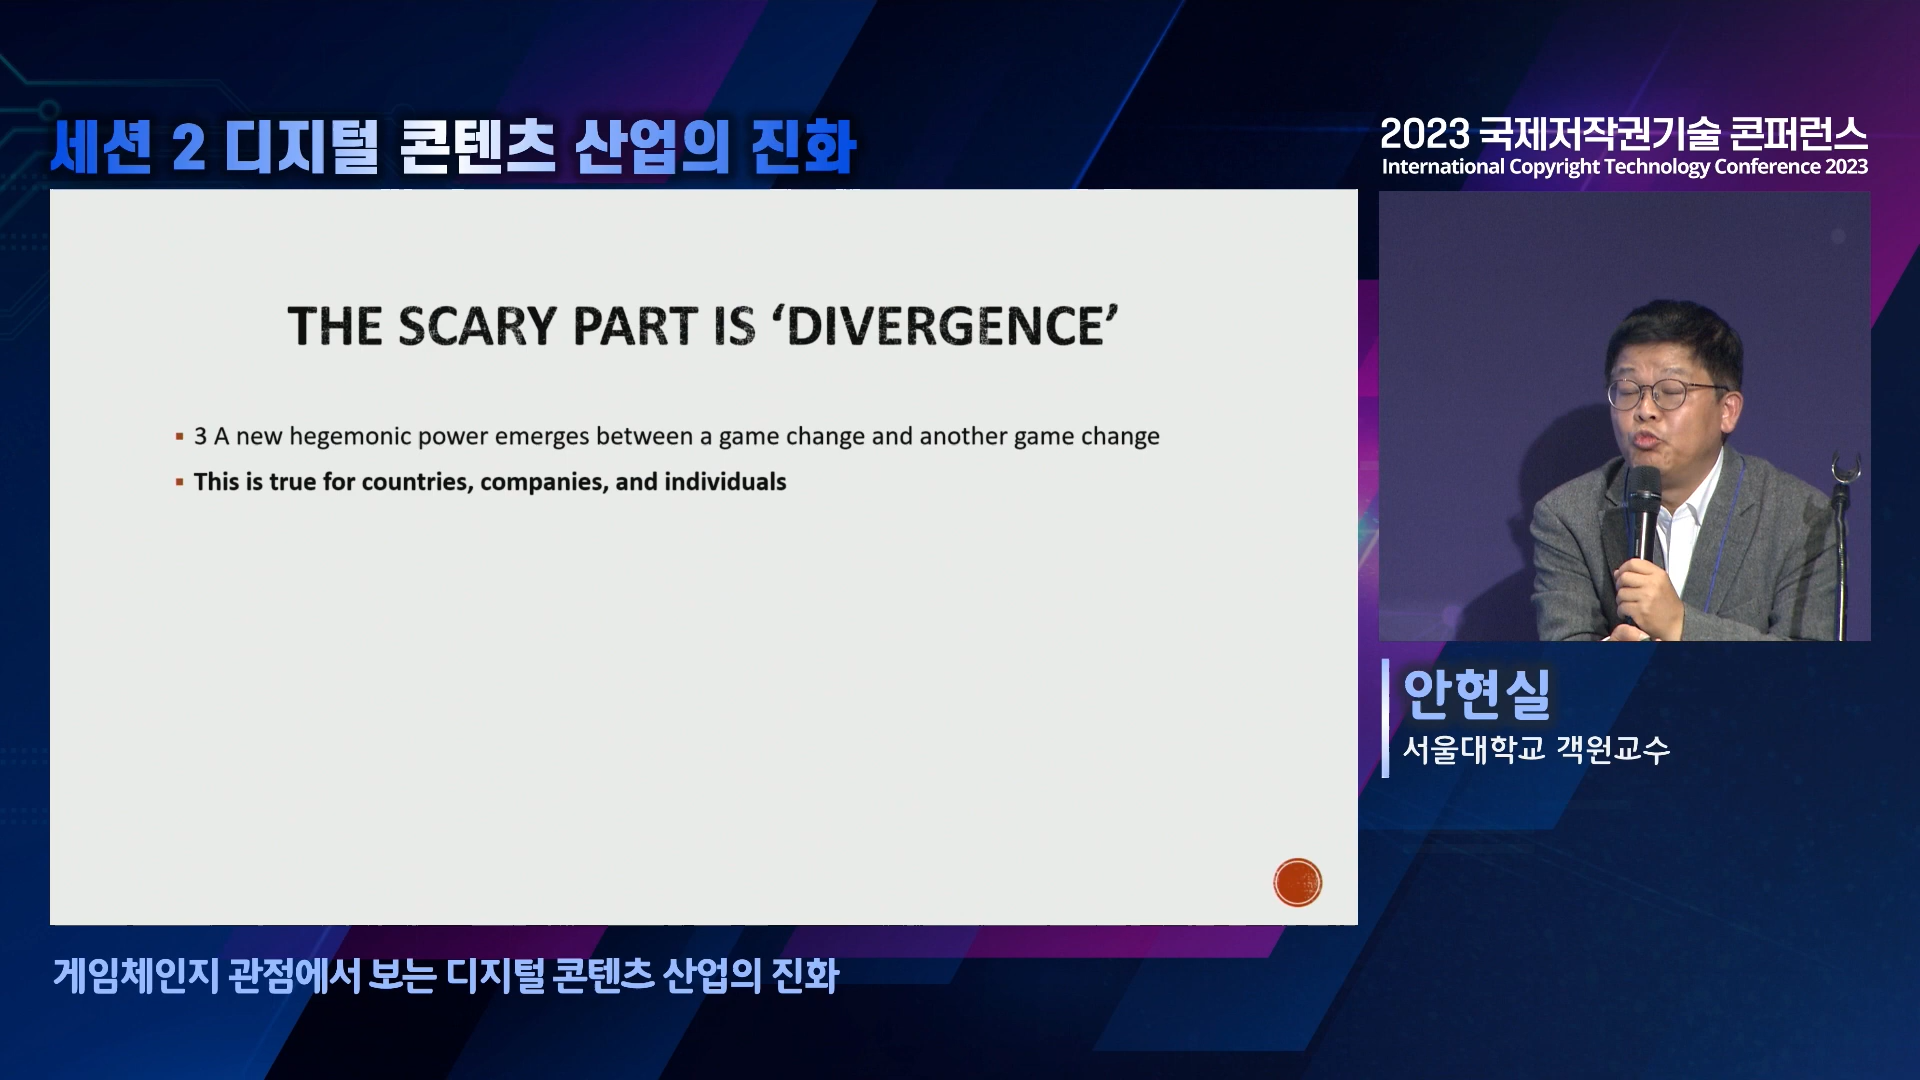 세션 2 디지털 콘텐츠 산업의 진화
2023 국제저작권기술 콘퍼런스
International Copyright Technology Conference 2023
THE SCARY PART IS ‘DIVERGENCE’
▪ 3 A new hegemonic power emerges between a game change and another game change
▪ This is true for countries, companies, and individuals
안현실
서울대학교 객원교수
게임체인지 관점에서 보는 디지털 콘텐츠 산업의 진화